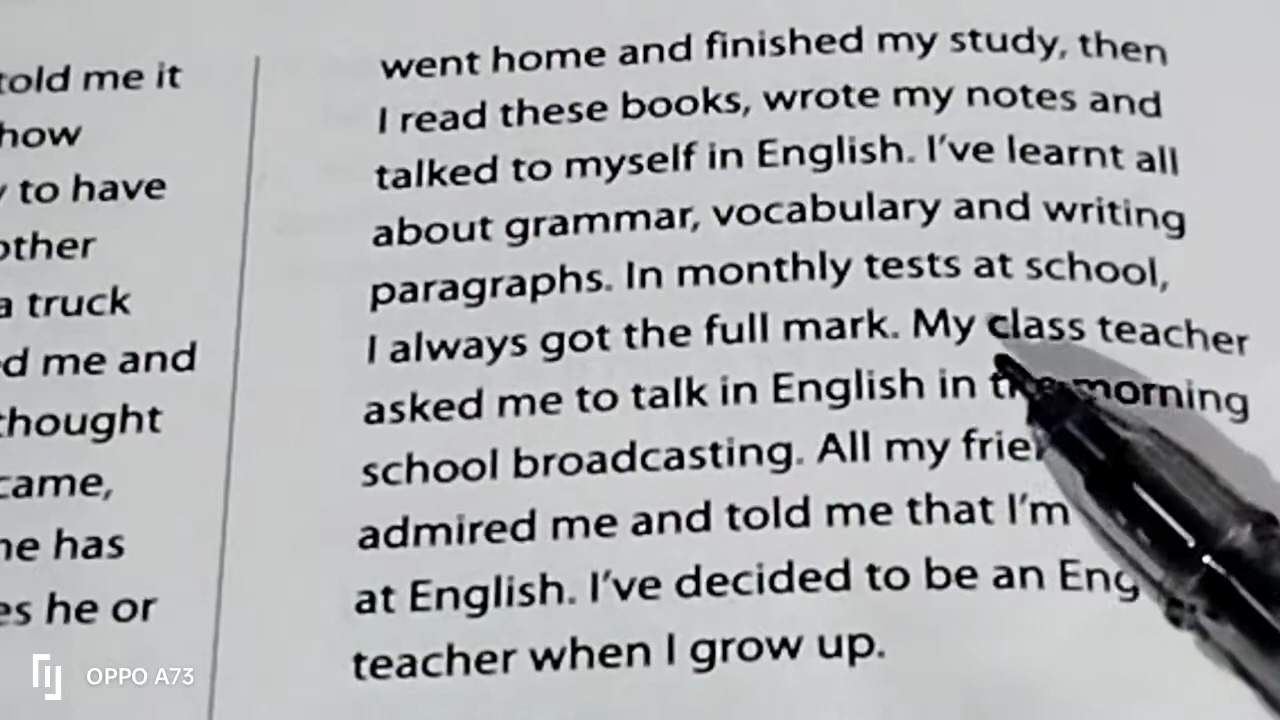 told me it
how
to have
other
a truck
me and
thought
came,
he has
he or
went home and finished my study, then
I read these books, wrote my notes and
talked to myself in English. I've learnt all
about grammar, vocabulary and writing
paragraphs. In monthly tests at school,
I always got the full mark. My class teacher
asked me to talk in English in the morning
school broadcasting. All my
admired me and told me that I'm
at English. I've decided to be an
teacher when I grow up.
OPPO A73